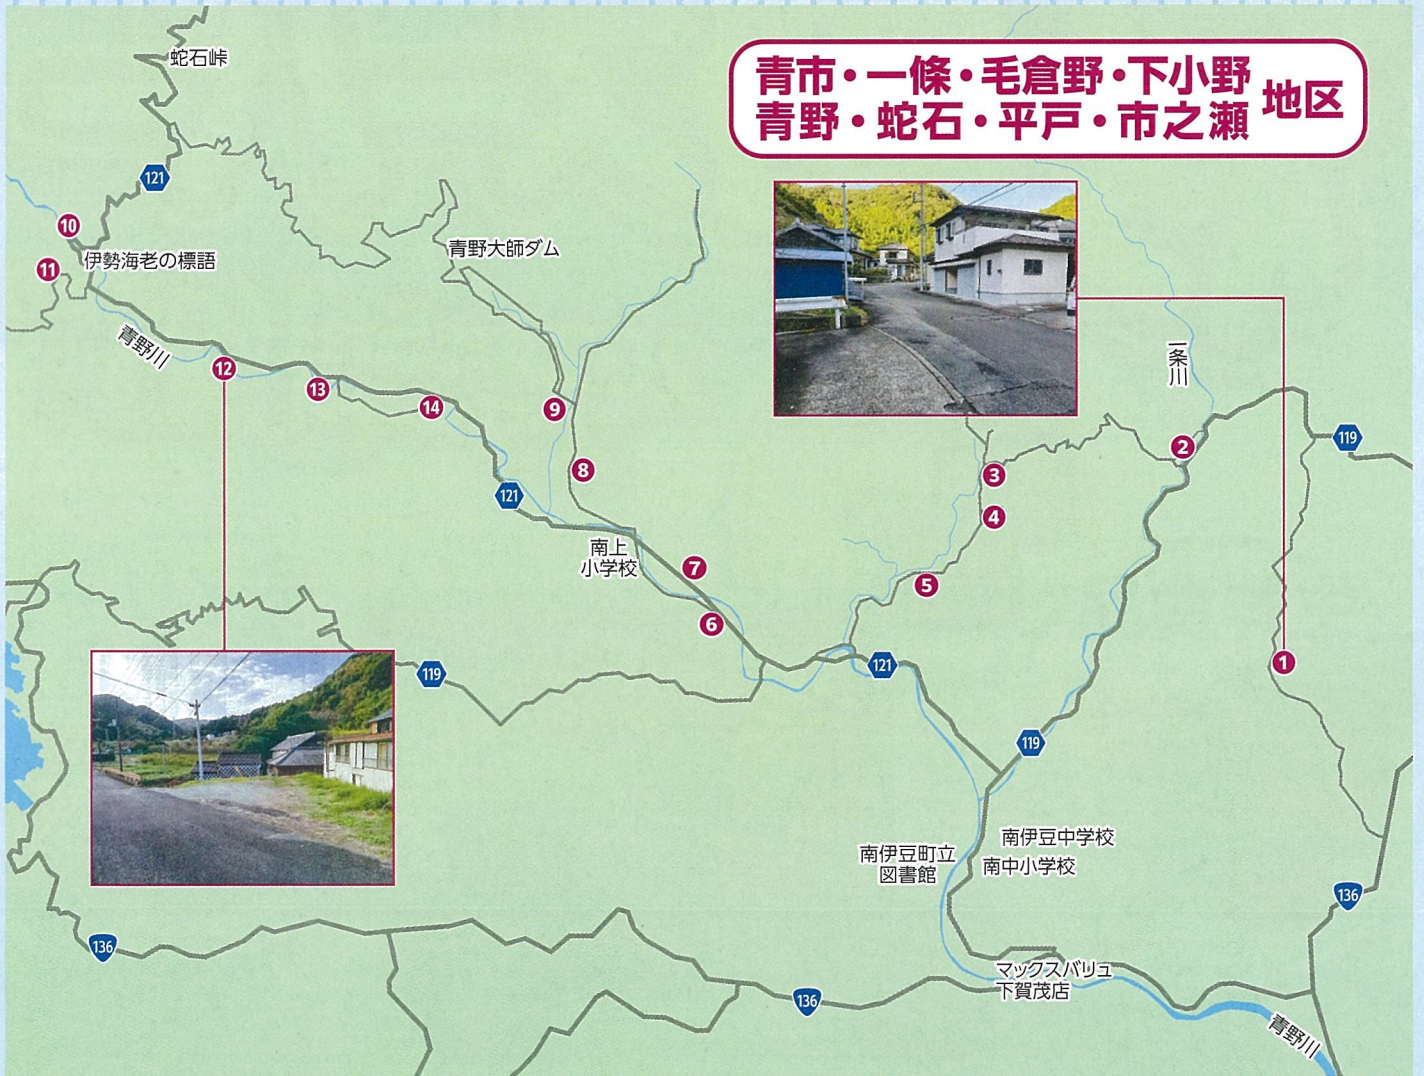 青市・一條・毛倉野・下小野
青野・蛇石・平戸・市之瀬
地区
蛇石峠
121
10
11
伊勢海老の標語
青野川
青野大師ダム
12
13
14
9
8
121
南上
小学校
7
6
一条川
119
2
3
4
5
1
119
121
119
南伊豆中学校
南中小学校
南伊豆町立
図書館
136
136
マックスバリュ
下賀茂店
136
青野川